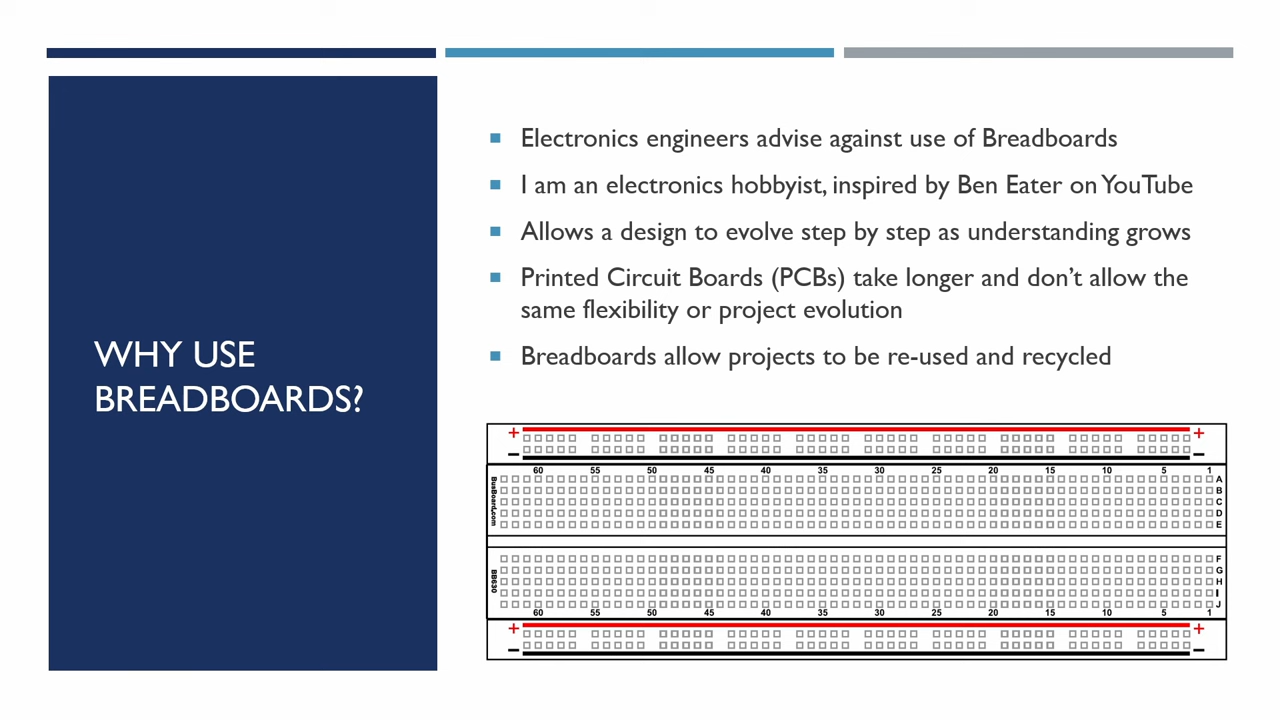 WHY USE
BREADBOARDS?
Electronics engineers advise against use of Breadboards
I am an electronics hobbyist, inspired by Ben Eater on YouTube
Allows a design to evolve step by step as understanding grows
Printed Circuit Boards (PCBs) take longer and don’t allow the
same flexibility or project evolution
Breadboards allow projects to be re-used and recycled
+ +
– –
60 55 50 45 40 35 30 25 20 15 10 5 1
BusBoard.com
A
B
C
D
E
BB630
F
G
H
I
J
60 55 50 45 40 35 30 25 20 15 10 5 1
+ +
– –